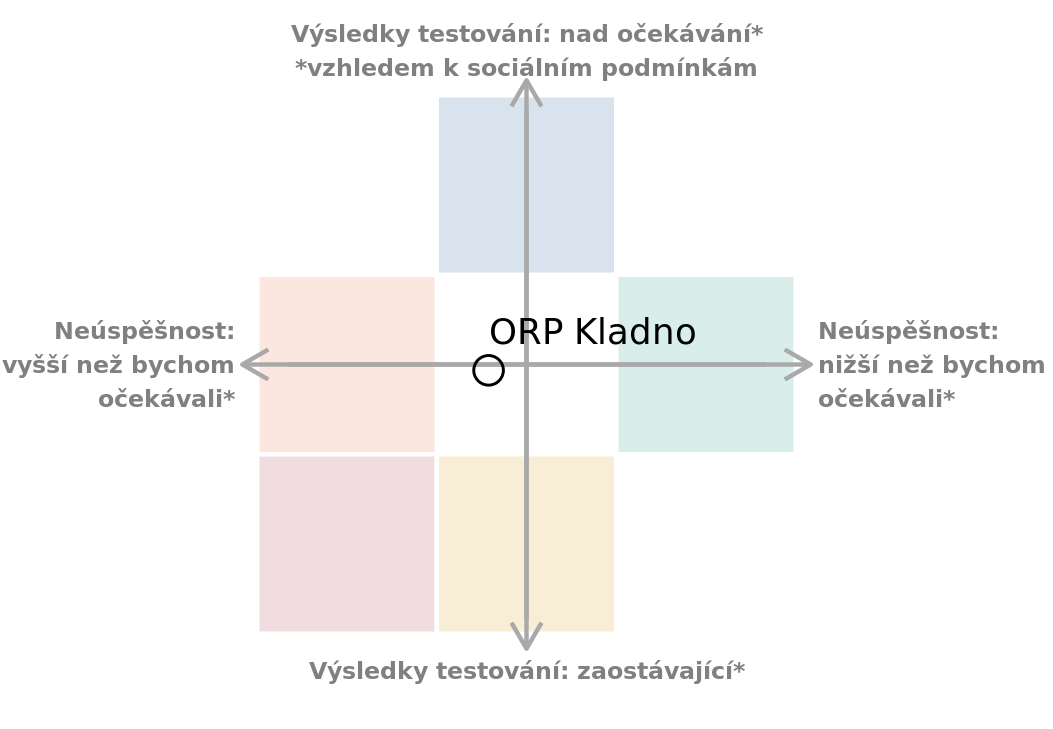 Výsledky testování: nad očekávání*
*vzhledem k sociálním podmínkám
ORP Kladno
Neúspěšnost:
vyšší než bychom
očekávali*
Neúspěšnost:
nižší než bychom
očekávali*
Výsledky testování: zaostávající*